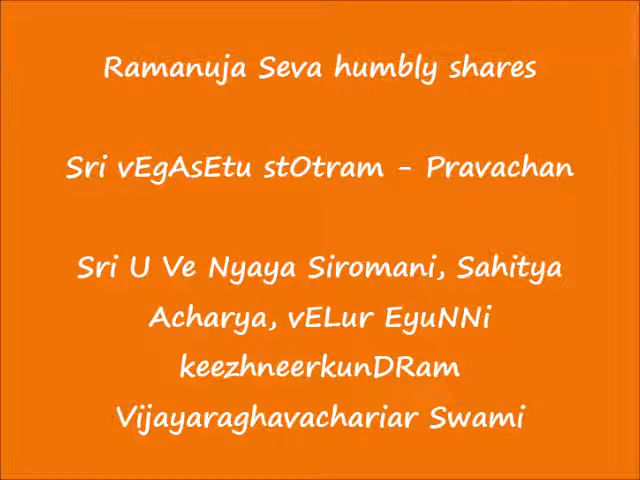 Ramanuja Seva humbly shares
Sri vEgAsEtu stOtram - Pravachan
Sri U Ve Nyaya Siromani, Sahitya
Acharya, vELur EyuNNi
keezhneerkunDRam
Vijayaraghavachariar Swami